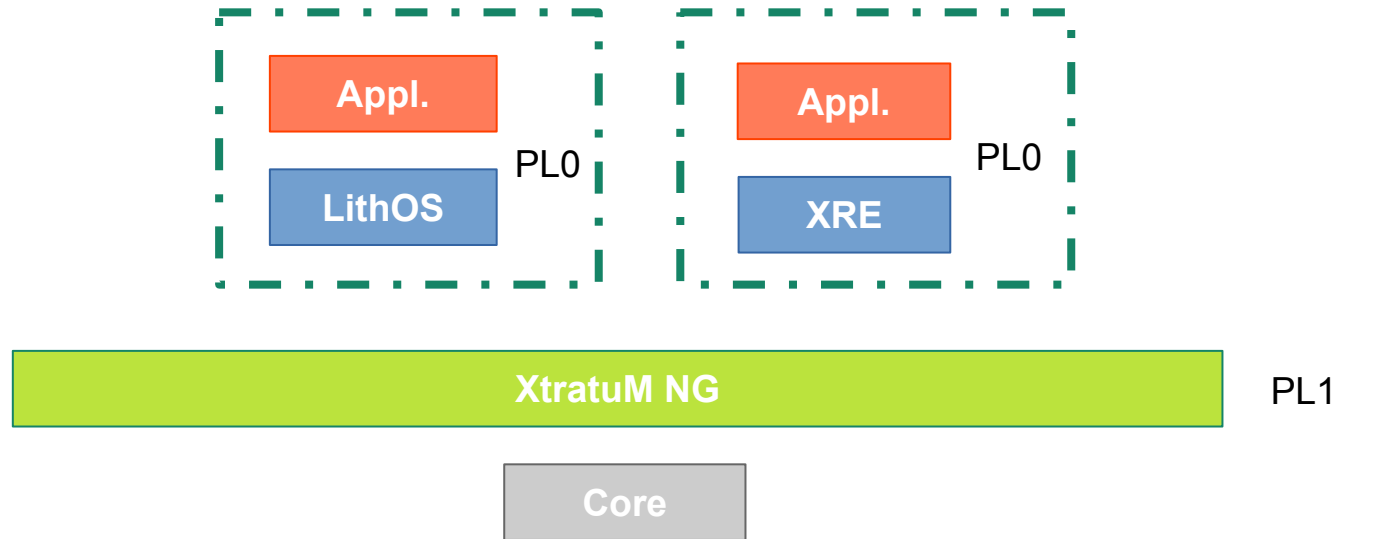 Appl.
LithOS
PL0
Appl.
XRE
PL0
XtratuM NG
PL1
Core